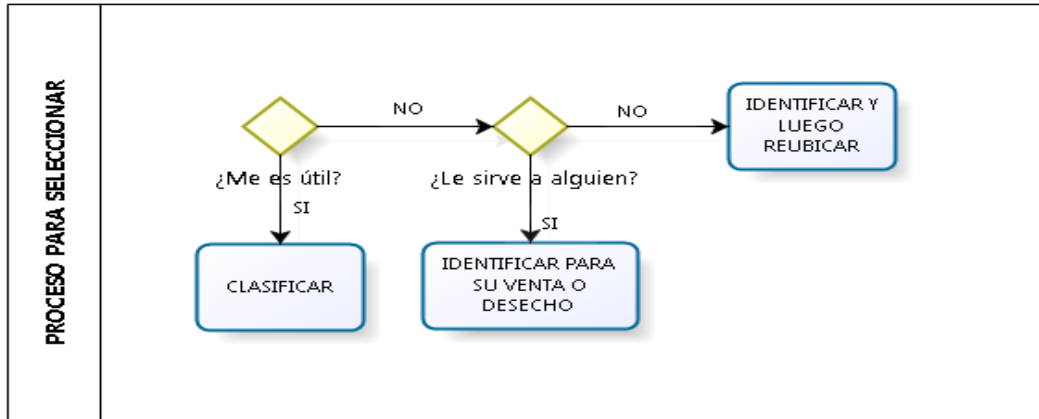 PROCESO PARA SELECCIONAR
NO
NO
IDENTIFICAR Y
LUEGO
REUBICAR
¿Me es útil?
¿Le sirve a alguien?
SI
SI
CLASIFICAR
IDENTIFICAR PARA
SU VENTA O
DESECHO